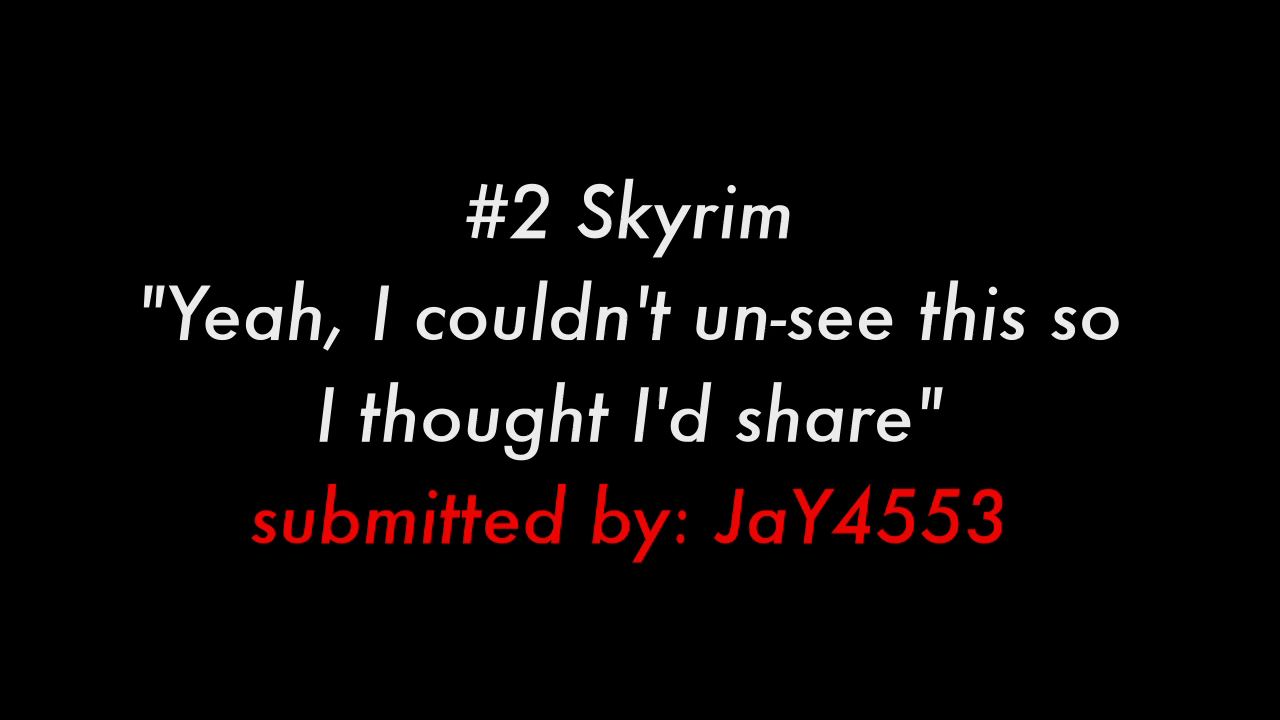 #2 Skyrim
"Yeah, I couldn't un-see this so
I thought I'd share"
submitted by: JaY4553